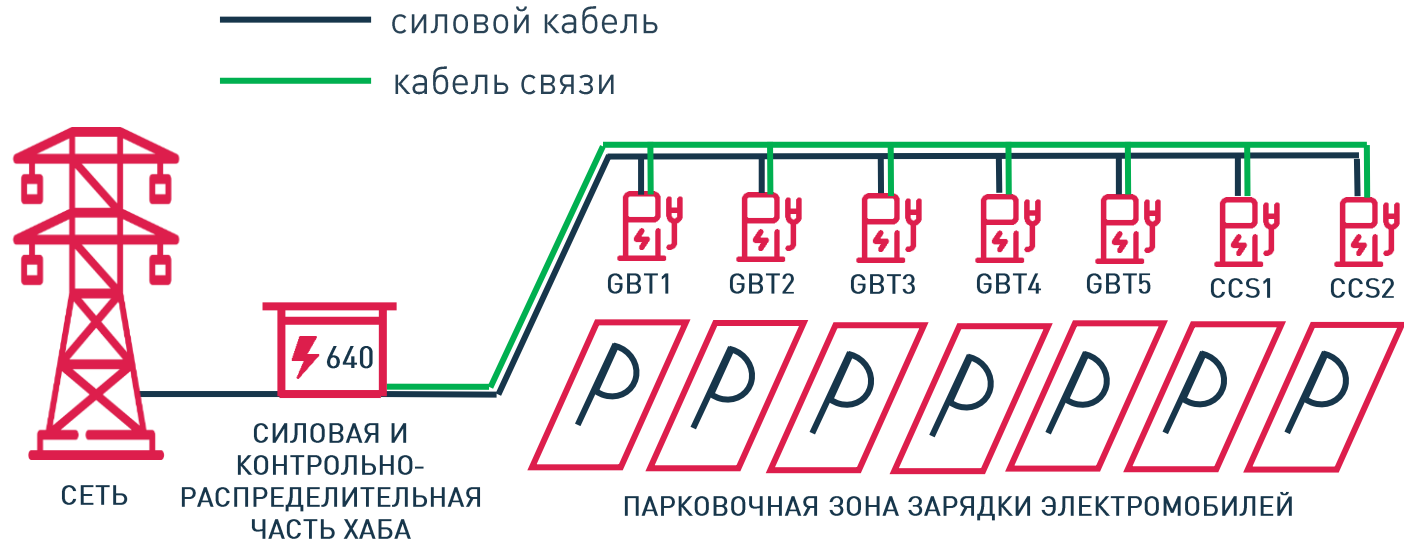 силовой кабель
кабель связи
GBT1
GBT2
GBT3
GBT4
GBT5
CCS1
CCS2
640
P
P
P
P
P
P
P
СЕТЬ
СИЛОВАЯ И
КОНТРОЛЬНО-
РАСПРЕДЕЛИТЕЛЬНАЯ
ЧАСТЬ ХАБА
ПАРКОВОЧНАЯ ЗОНА ЗАРЯДКИ ЭЛЕКТРОМОБИЛЕЙ